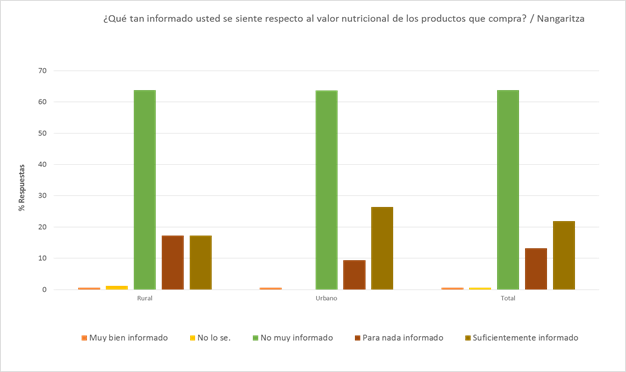 ¿Qué tan informado usted se siente respecto al valor nutricional de los productos que compra? / Nangaritza
70
60
50
40
30
20
10
0
% Respuestas
Rural Urbano Total
Muy bien informado No lo se. No muy informado Para nada informado Suficientemente informado